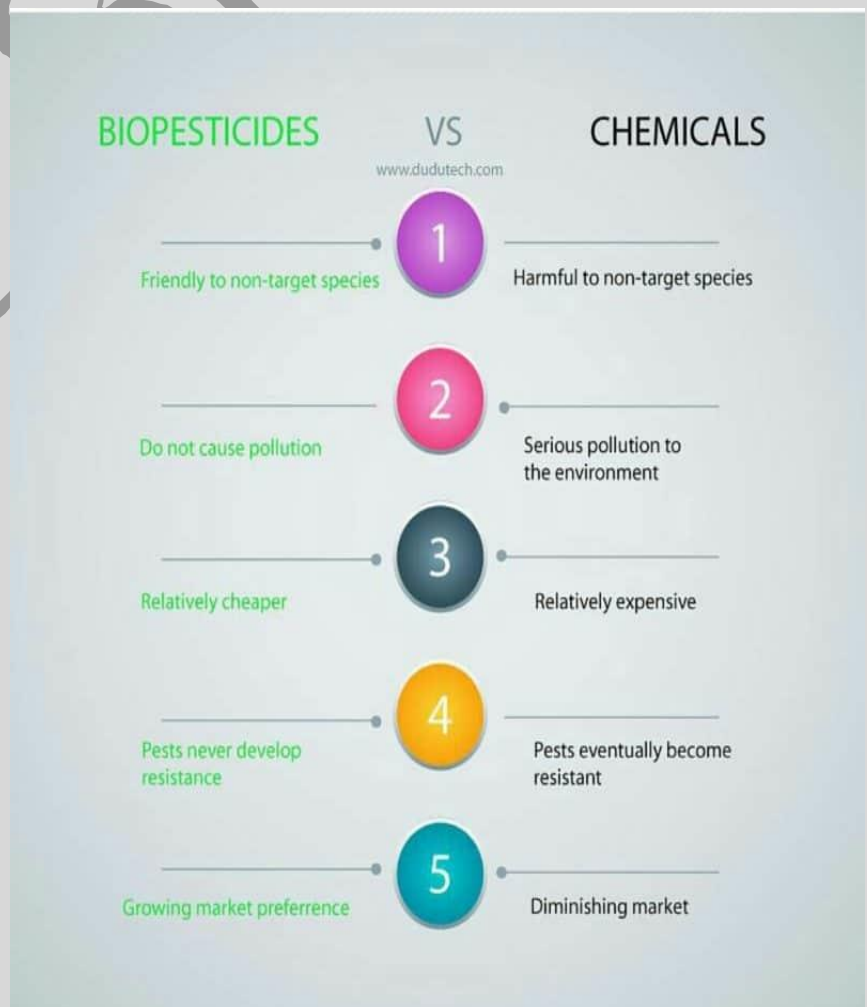 BIOPESTICIDES VS CHEMICALS
www.dudutech.com
1
Friendly to non-target species
Harmful to non-target species
2
Do not cause pollution
Serious pollution to
the environment
3
Relatively cheaper
Relatively expensive
4
Pests never develop
resistance
Pests eventually become
resistant
5
Growing market preferrence
Diminishing market